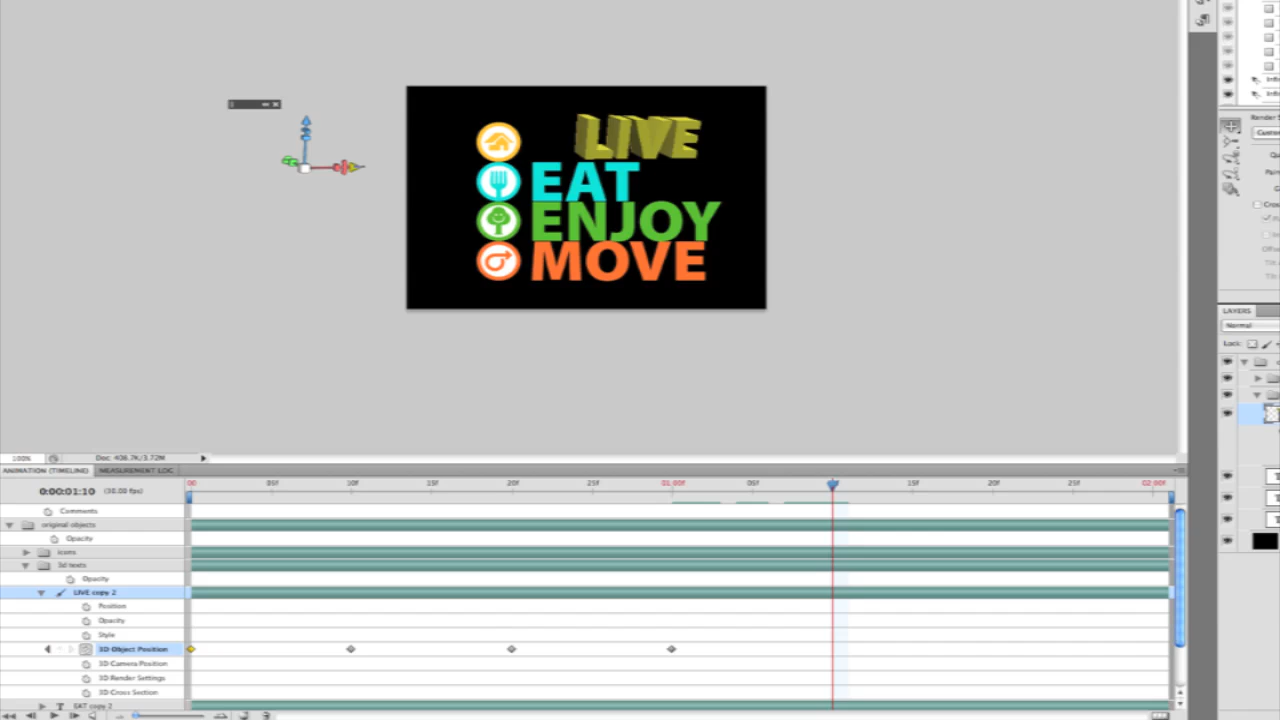 LIVE
EAT
ENJOY
MOVE
Render S
LAYERS
Normal
Lock:
100%
Doc: 408.7K/3.72M
ANIMATION (TIMELINE) MEASUREMENT LOG
0:00:01:10 (30.00 fps)
00 05f 10f 15f 20f 25f 01:00f 05f 10f 15f 20f 25f 02:00f
Comments
original objects
Opacity
icons
3d texts
Opacity
LIVE copy 2
Position
Opacity
Style
3D Object Position
3D Camera Position
3D Render Settings
3D Cross Section
EAT copy 2